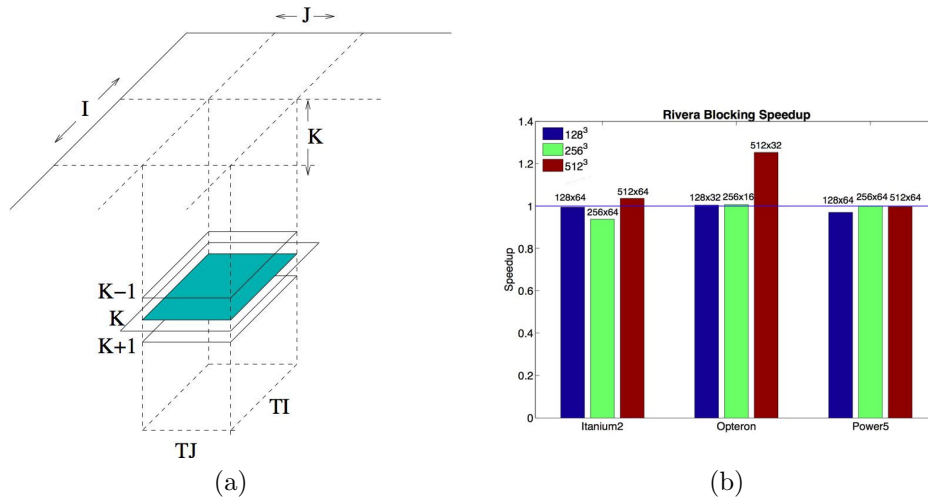 J
I
K
K−1
K
K+1
TI
TJ
(a)
Rivera Blocking Speedup
1.4
1.2
1
0.8
0.6
0.4
0.2
0
Speedup
128³
256³
512³
128x64
256x64
512x64
128x32
256x16
512x32
128x64
256x64
512x64
Itanium2
Opteron
Power5
(b)